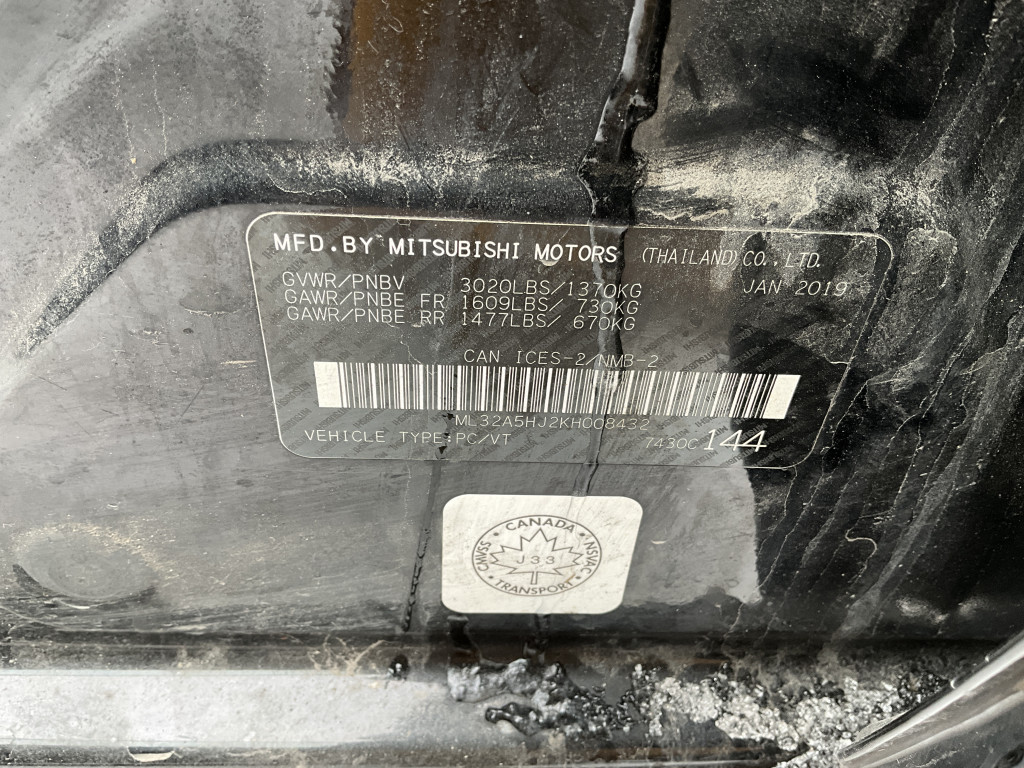 MFD.BY MITSUBISHI MOTORS (THAILAND) CO.,LTD.
GVWR/PNBV 3020LBS/1370KG JAN 2019
GAWR/PNBE FR 1609LBS/ 730KG
GAWR/PNBE RR 1477LBS/ 670KG
CAN ICES-2/NMB-2
ML32A5HJ2KH008432
VEHICLE TYPE:PC/VT 7430C 144
CANADA
CMVSS J33 NSVAC
TRANSPORT